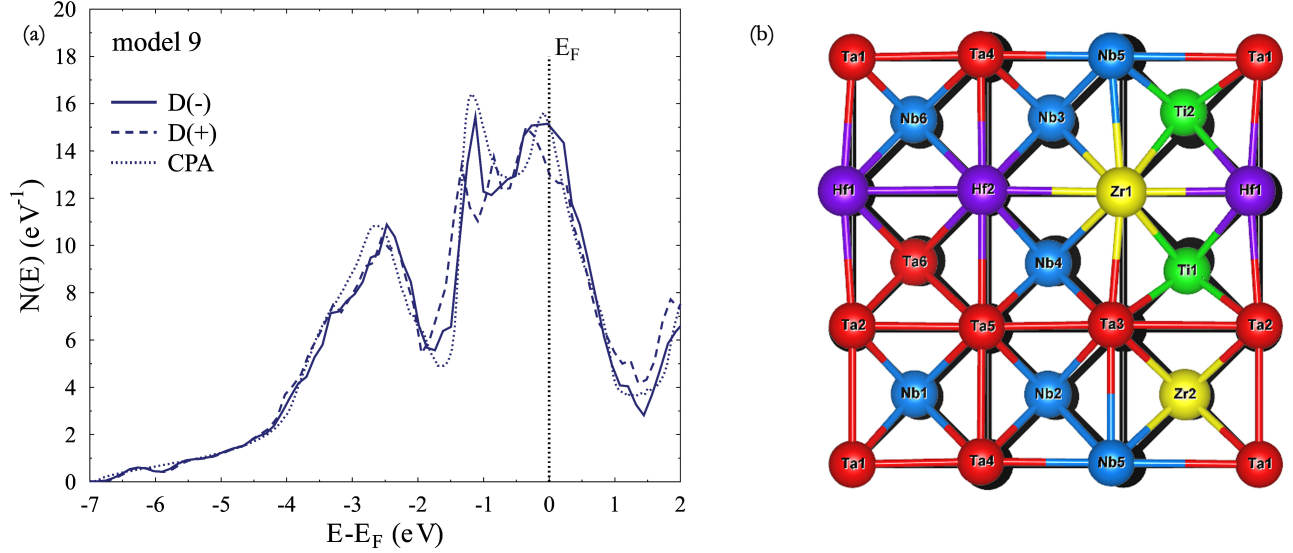 (a)
20
18
16
14
12
10
8
6
4
2
0
N(E) (eV⁻¹)
model 9
D(-)
D(+)
CPA
E_F
-7 -6 -5 -4 -3 -2 -1 0 1 2
E-E_F (eV)
(b)
Ta1 Ta4 Nb5 Ta1
Nb6 Nb3 Ti2
Hf1 Hf2 Zr1 Hf1
Ta6 Nb4 Ti1
Ta2 Ta5 Ta3 Ta2
Nb1 Nb2 Zr2
Ta1 Ta4 Nb5 Ta1